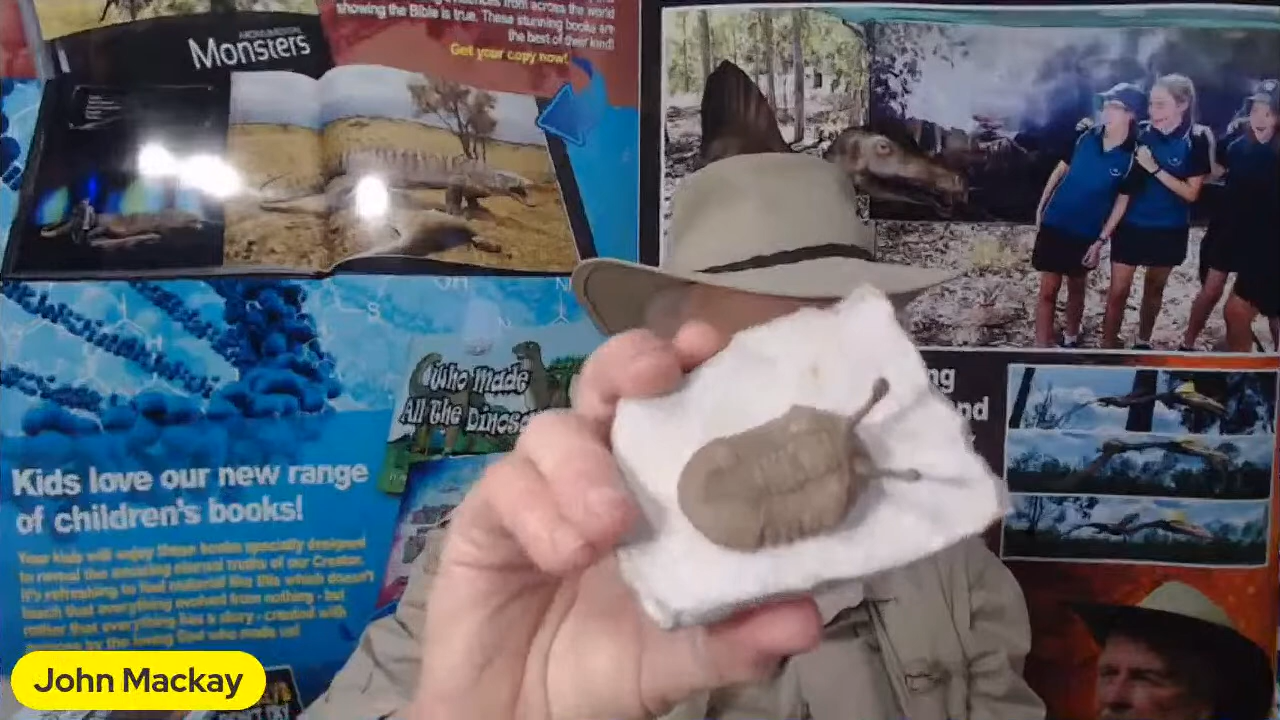 showing the Bible is true. These stunning books are
the best of their kind!
Get your copy now!
Monsters
Who Made
All The
Kids love our new range
of children's books!
Your kids will enjoy these books specially designed
to reveal the amazing eternal truths of our Creator.
It's refreshing to find material like this which doesn't
teach that everything evolved from nothing - but
rather that everything has a story - created with
purpose by the loving God who made us!
John Mackay